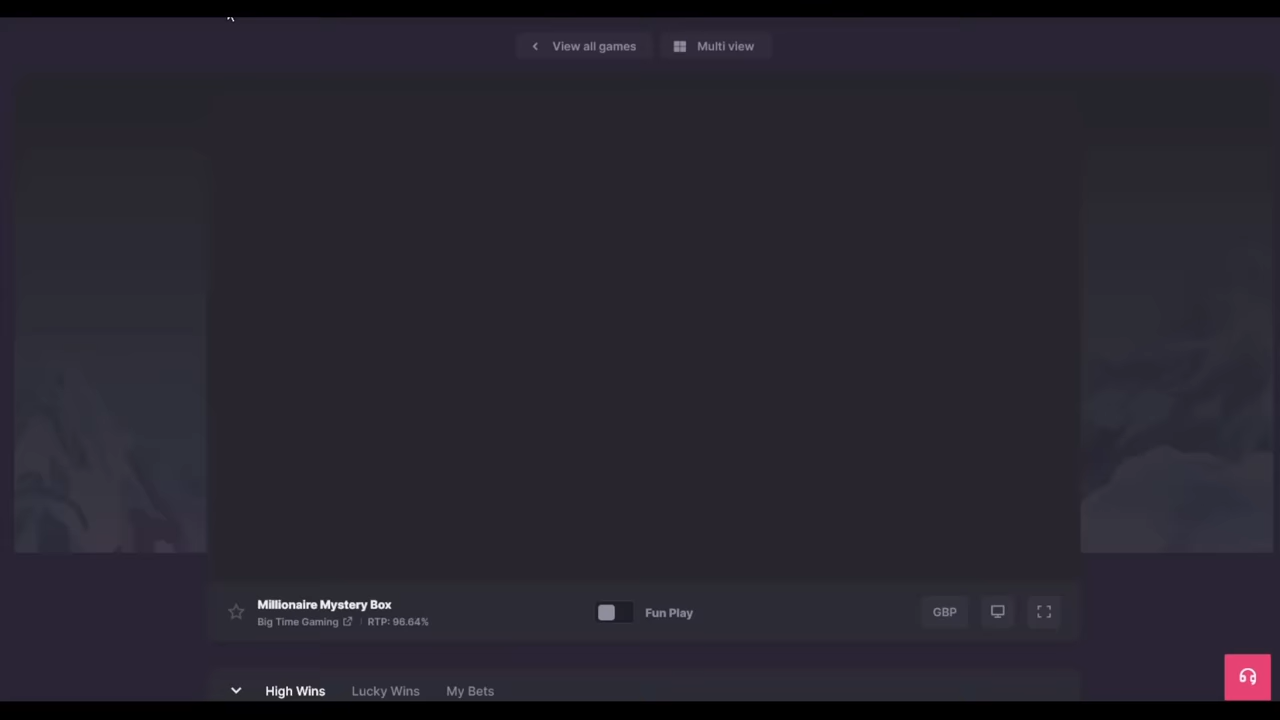 View all games
Multi view
Millionaire Mystery Box
Big Time Gaming
RTP: 96.64%
Fun Play
GBP
High Wins
Lucky Wins
My Bets